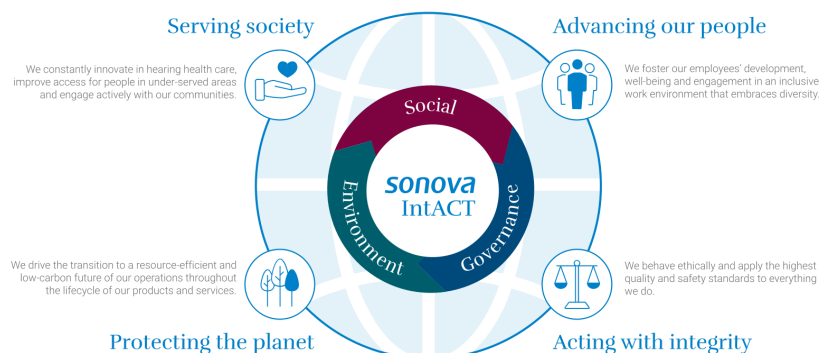 Serving society
We constantly innovate in hearing health care,
improve access for people in under-served areas
and engage actively with our communities.
Advancing our people
We foster our employees’ development,
well-being and engagement in an inclusive
work environment that embraces diversity.
Social
Environment
Governance
sonova
IntACT
We drive the transition to a resource-efficient and
low-carbon future of our operations throughout
the lifecycle of our products and services.
Protecting the planet
We behave ethically and apply the highest
quality and safety standards to everything
we do.
Acting with integrity